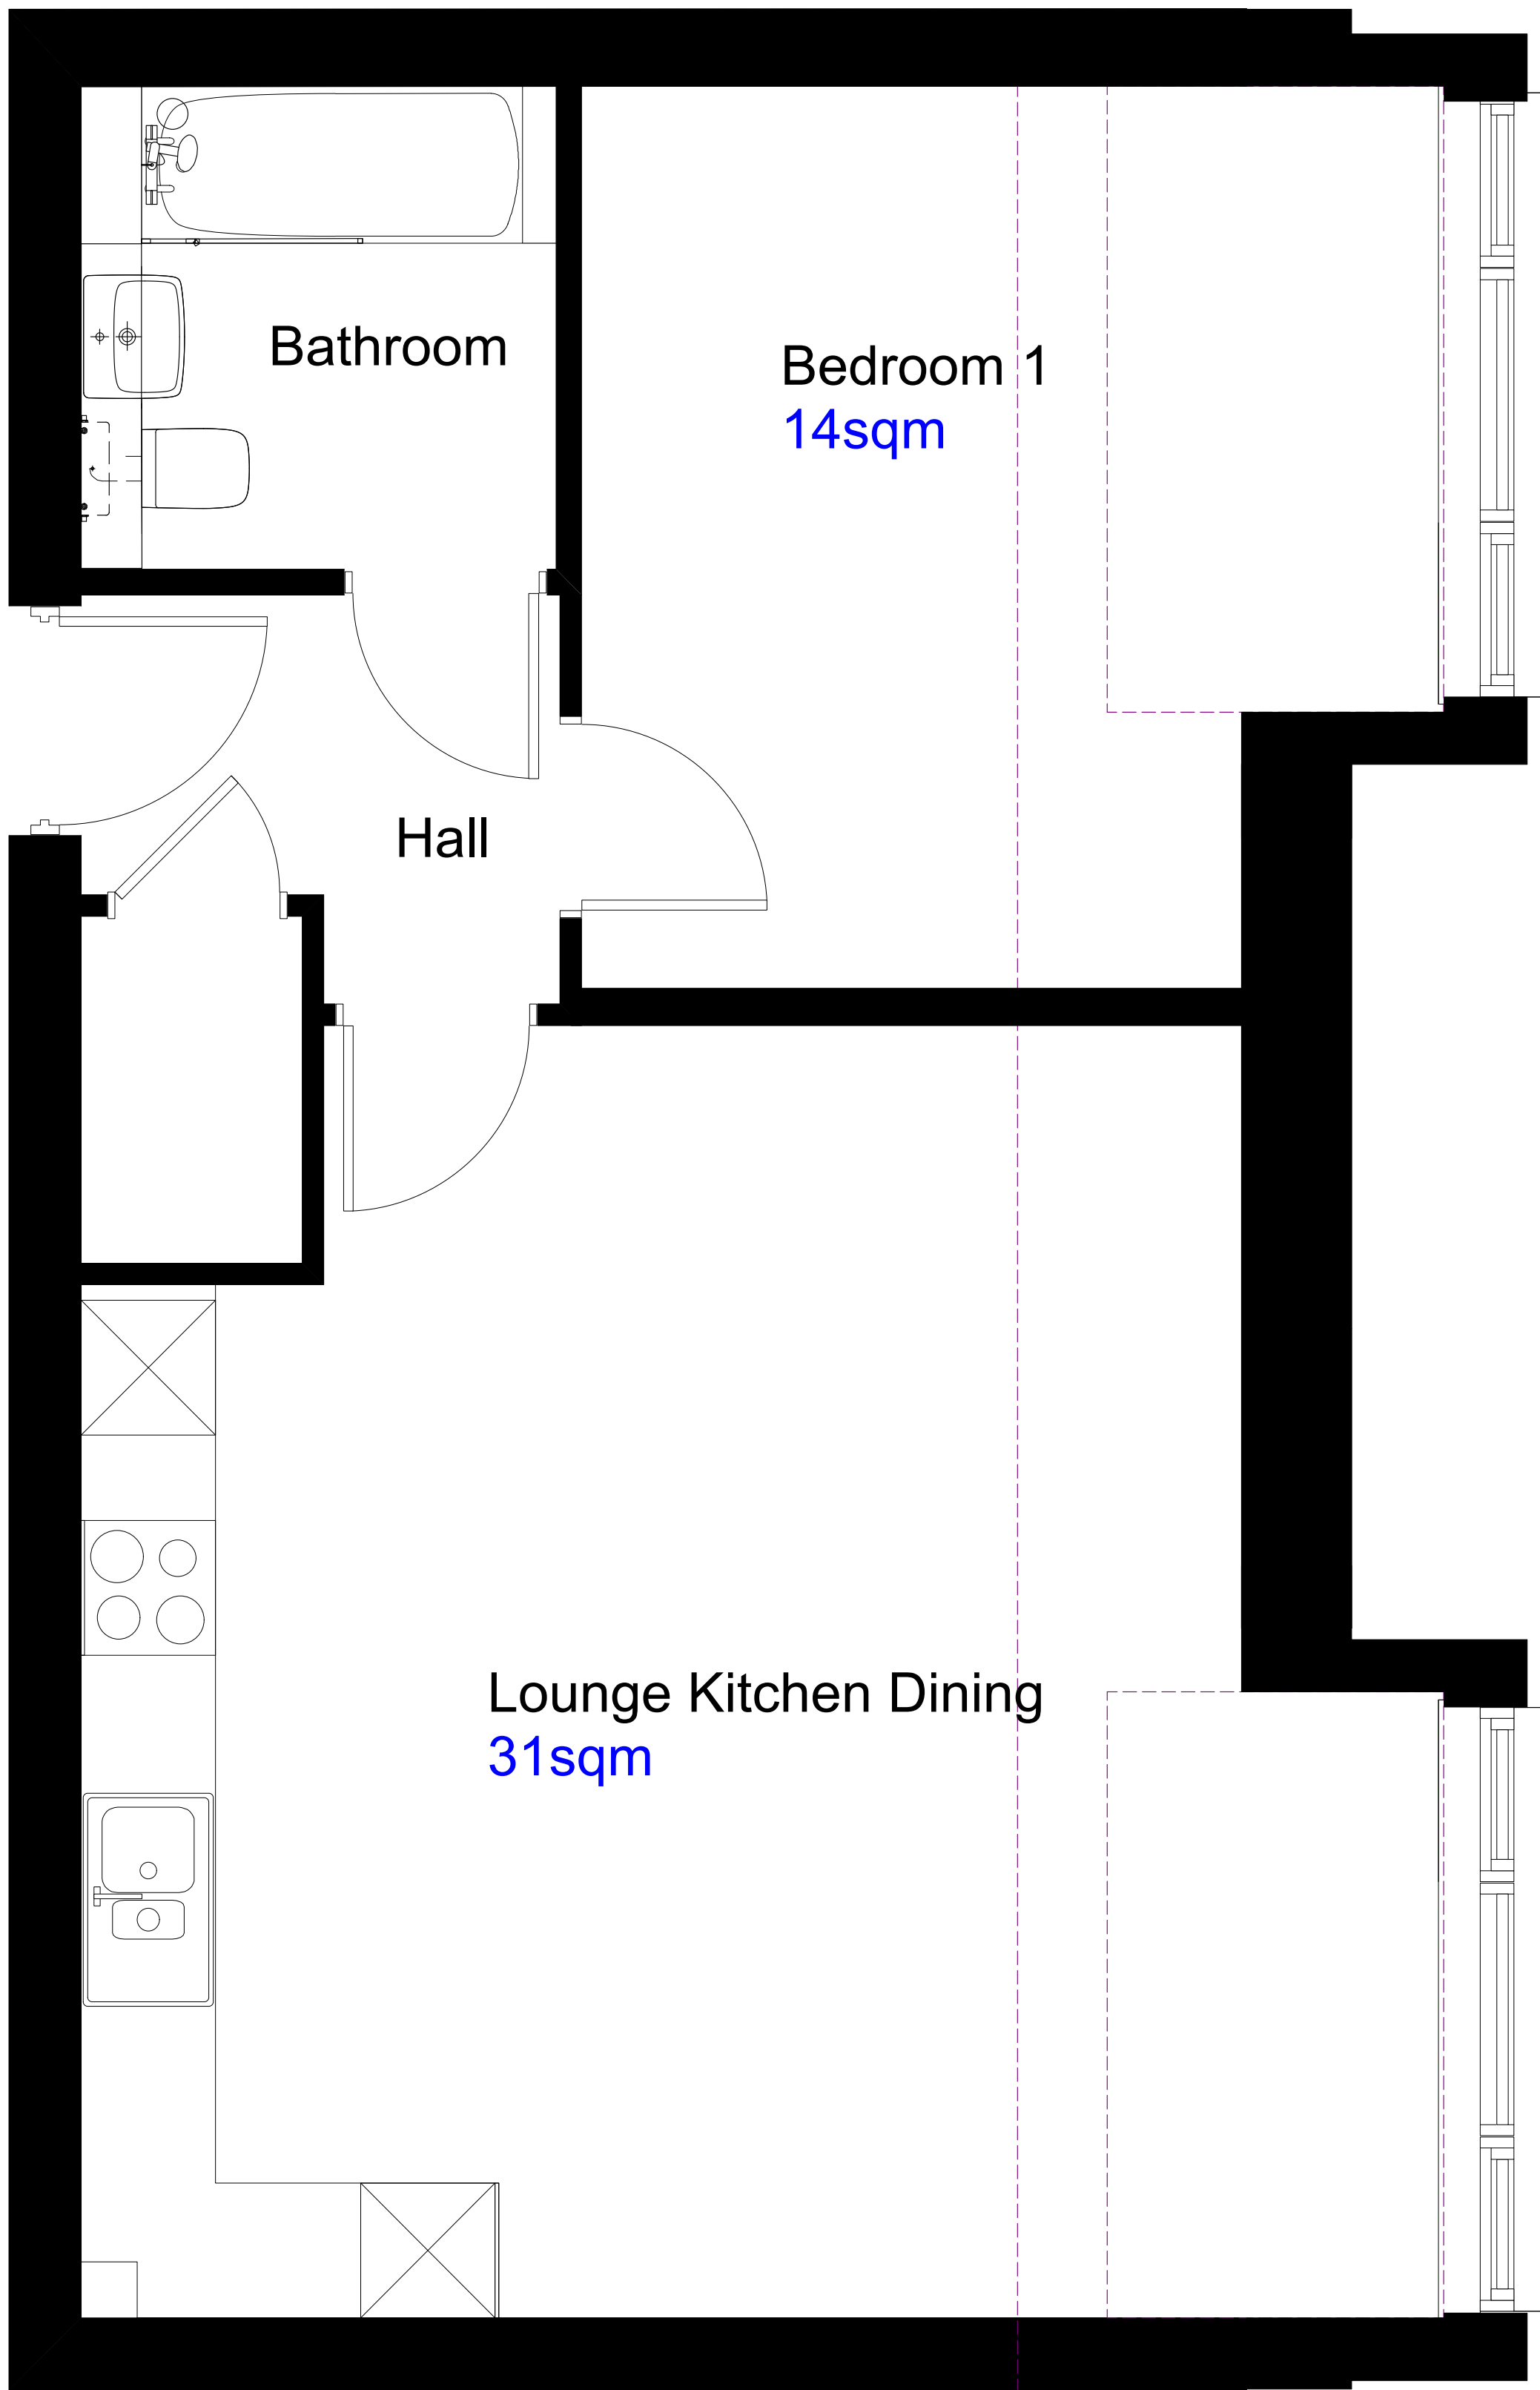 Bathroom
Bedroom 1
14sqm
Hall
Lounge Kitchen Dining
31sqm